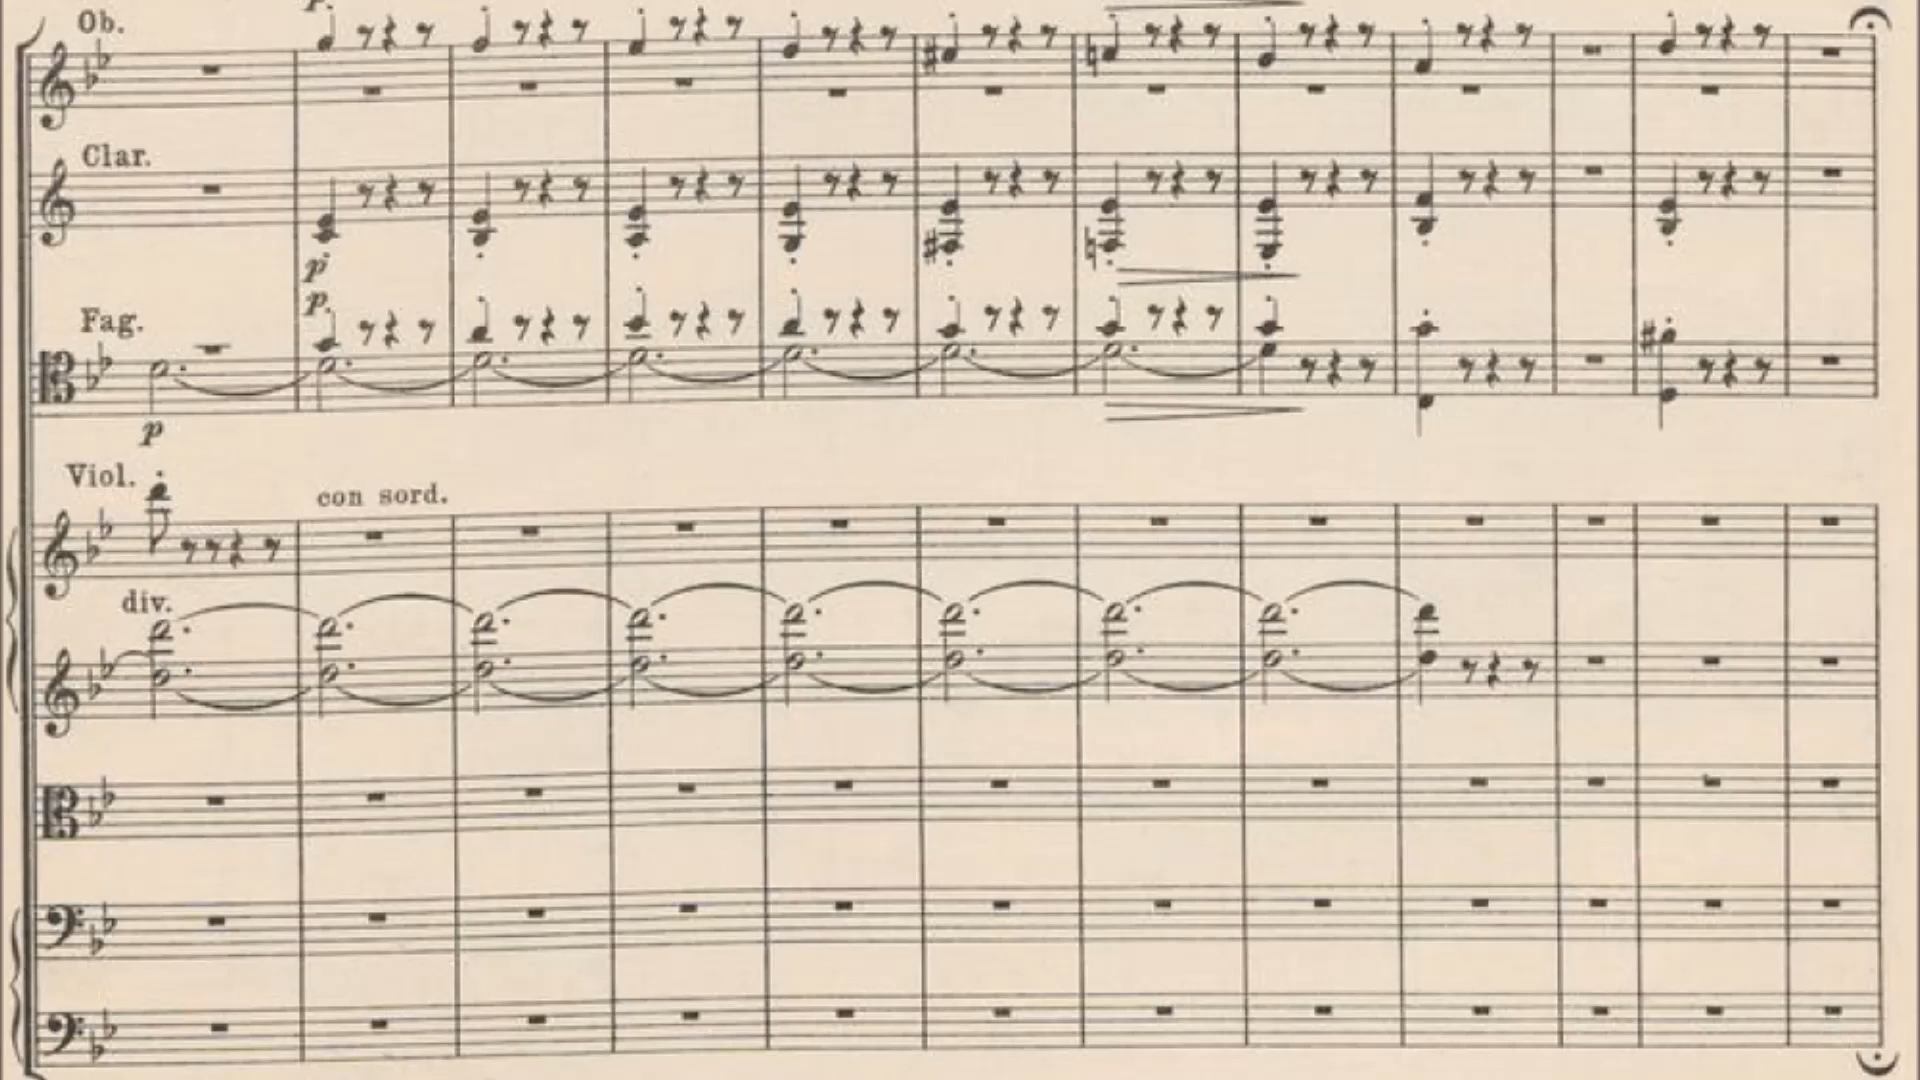 p.
Ob.
Clar.
p
p.
Fag.
p
Viol.
con sord.
div.